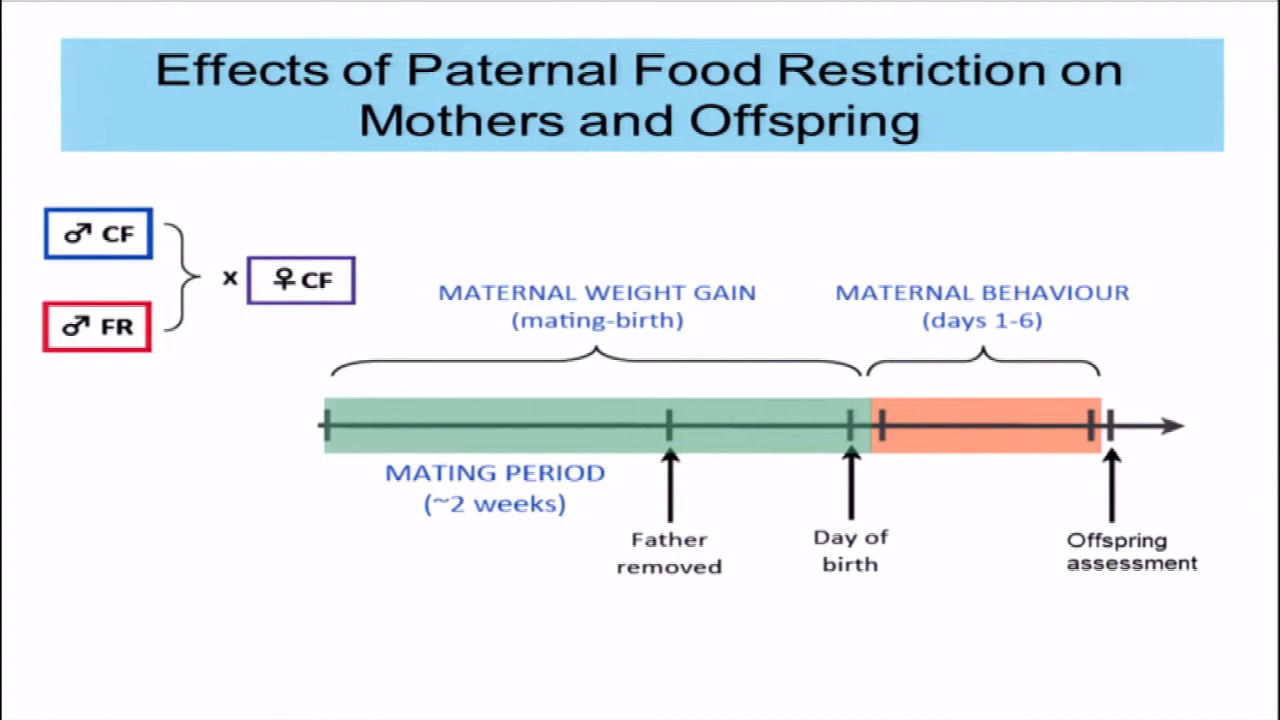 Effects of Paternal Food Restriction on
Mothers and Offspring
♂ CF
♂ FR
x
♀ CF
MATERNAL WEIGHT GAIN
(mating-birth)
MATERNAL BEHAVIOUR
(days 1-6)
MATING PERIOD
(~2 weeks)
Father
removed
Day of
birth
Offspring
assessment